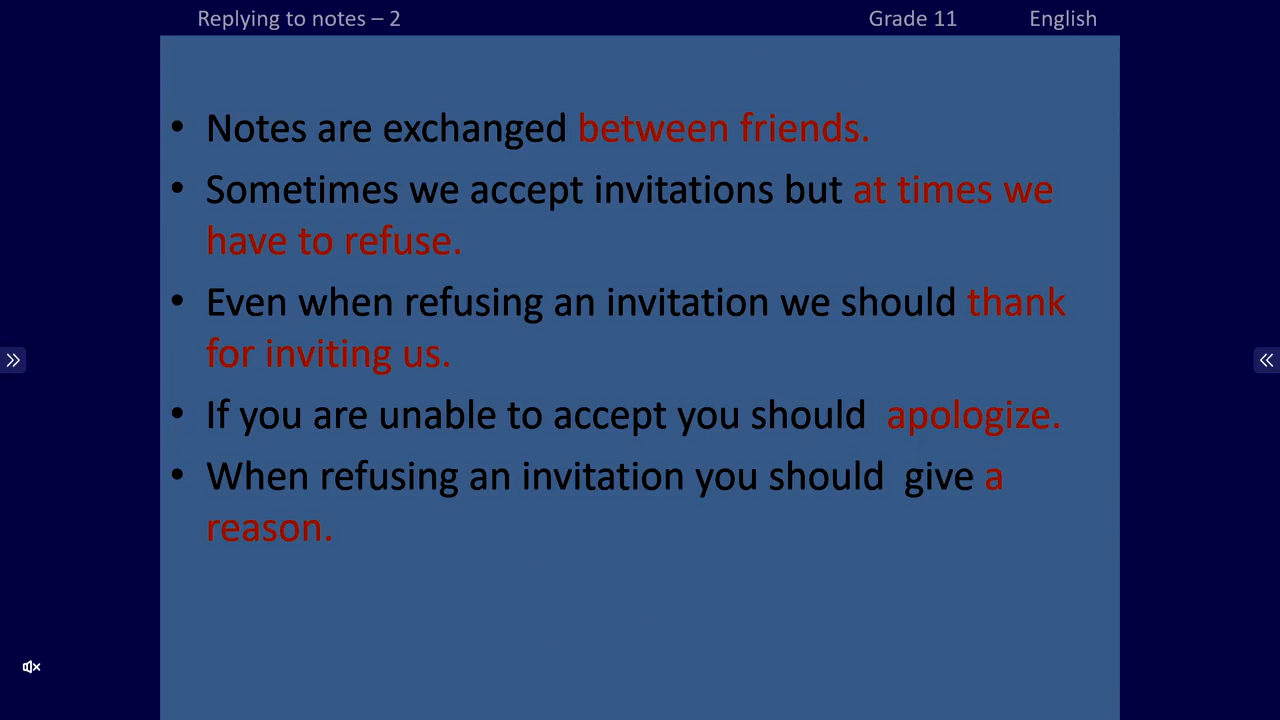 Replying to notes – 2 Grade 11 English
• Notes are exchanged between friends.
• Sometimes we accept invitations but at times we
have to refuse.
• Even when refusing an invitation we should thank
for inviting us.
• If you are unable to accept you should apologize.
• When refusing an invitation you should give a
reason.